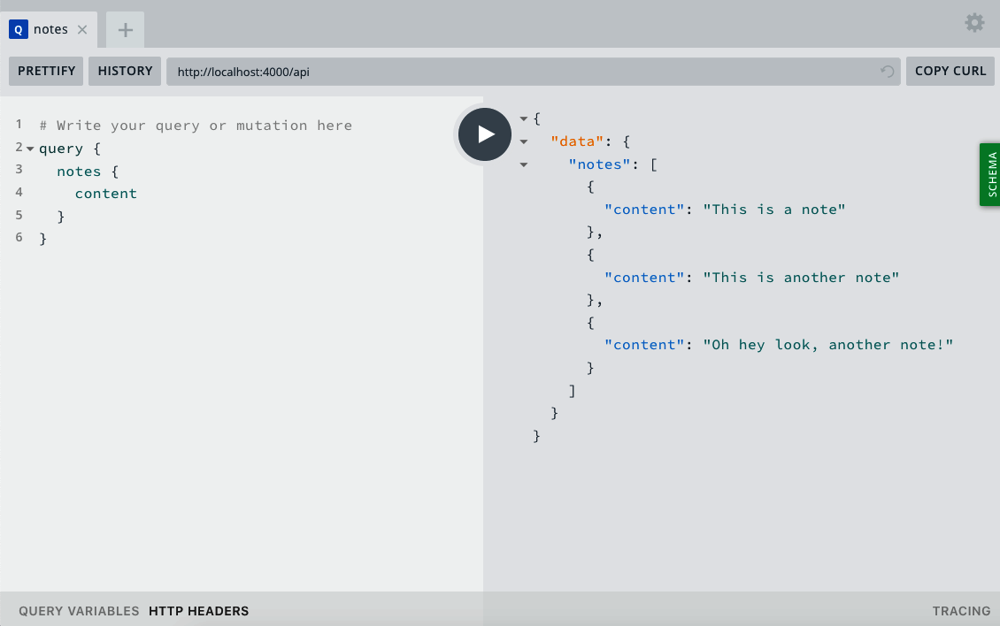 Q notes
PRETTIFY HISTORY http://localhost:4000/api COPY CURL
1 # Write your query or mutation here
2 query {
3 notes {
4 content
5 }
6 }
{
"data": {
"notes": [
{
"content": "This is a note"
},
{
"content": "This is another note"
},
{
"content": "Oh hey look, another note!"
}
]
}
}
SCHEMA
QUERY VARIABLES HTTP HEADERS TRACING